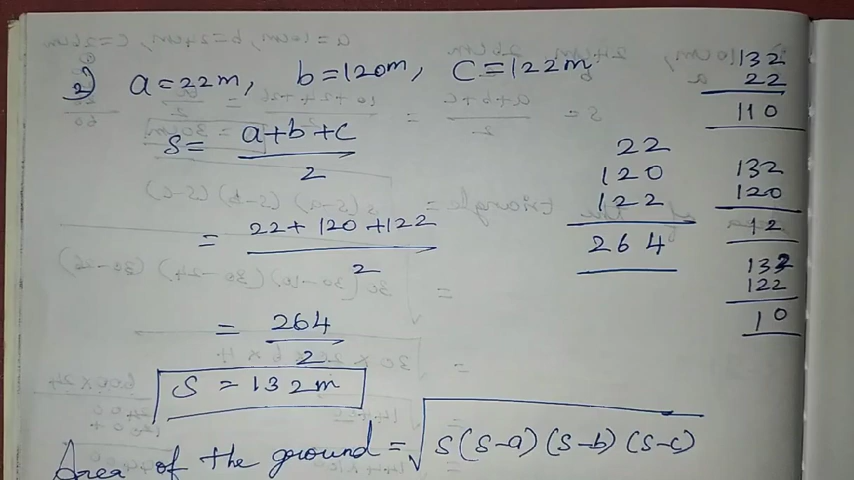 2) a = 22m, b = 120m, c = 122m
S = a+b+c / 2
= 22 + 120 + 122 / 2
= 264 / 2
S = 132m
Area of the ground = √S(S-a)(S-b)(S-c)
22
120
122
264
132
22
110
132
120
12
132
122
10